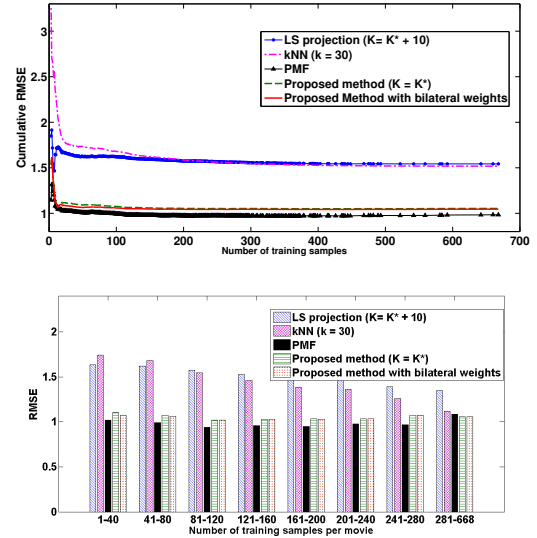 3
2.5
2
1.5
1
0
100
200
300
400
500
600
700
Cumulative RMSE
Number of training samples
LS projection (K= K* + 10)
kNN (k = 30)
PMF
Proposed method (K = K*)
Proposed Method with bilateral weights
2
1.5
1
0.5
0
RMSE
LS projection (K= K* + 10)
kNN (k = 30)
PMF
Proposed method (K = K*)
Proposed method with bilateral weights
1-40
41-80
81-120
121-160
161-200
201-240
241-280
281-668
Number of training samples per movie